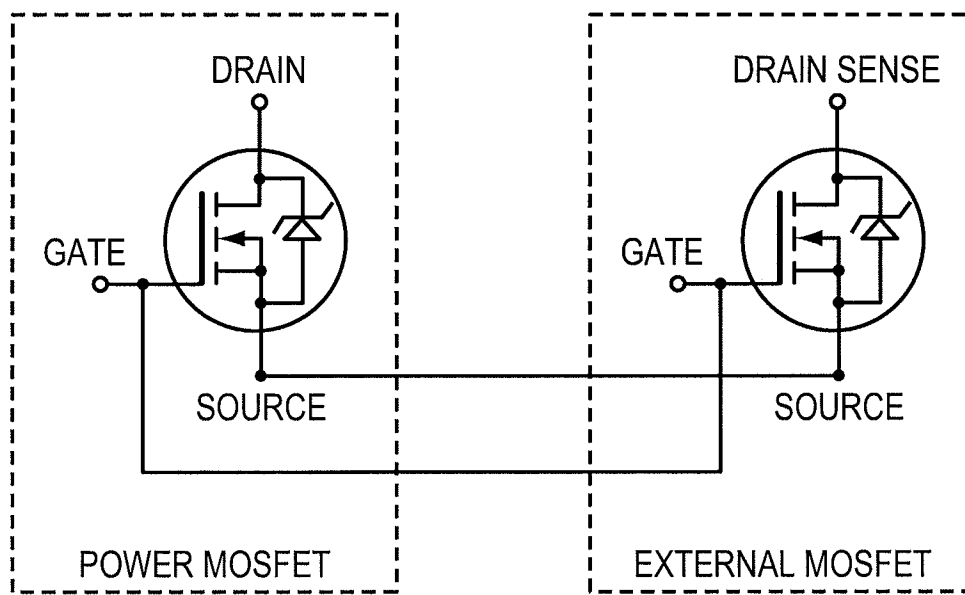 DRAIN
DRAIN SENSE
GATE
GATE
SOURCE
SOURCE
POWER MOSFET
EXTERNAL MOSFET